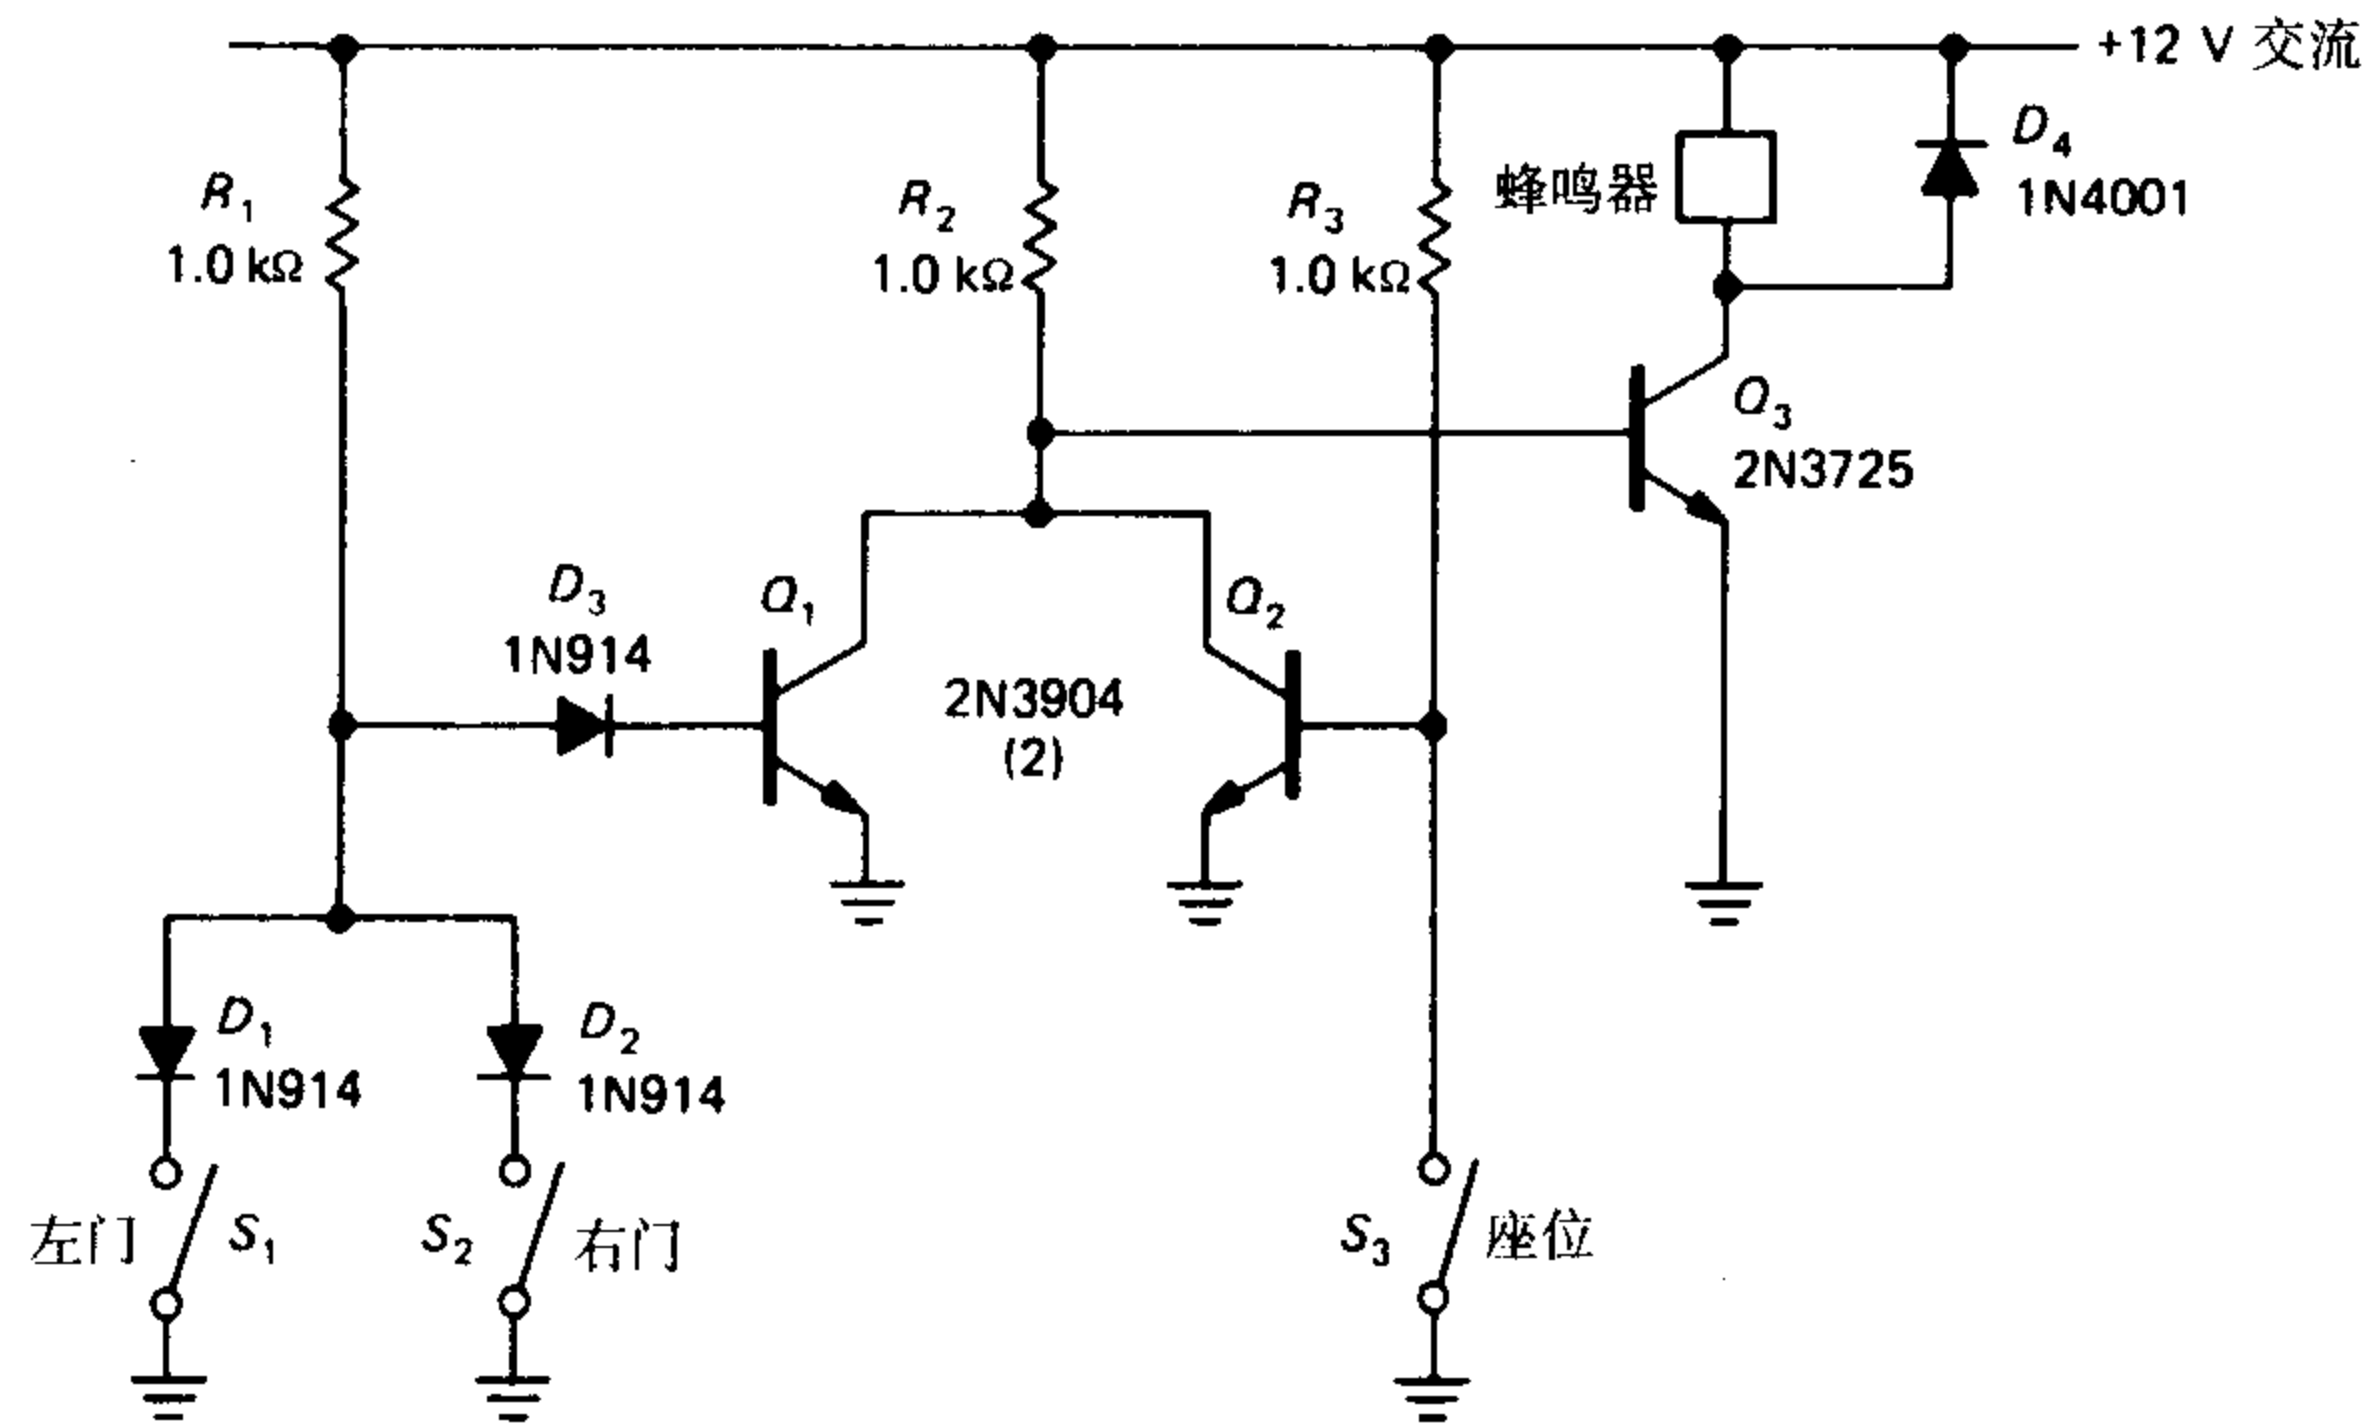 +12 V 交流
R1
1.0 kΩ
R2
1.0 kΩ
R3
1.0 kΩ
蜂鸣器
D4
1N4001
Q3
2N3725
D3
1N914
Q1
Q2
2N3904
(2)
D1
1N914
D2
1N914
左门
S1
S2
右门
S3
座位